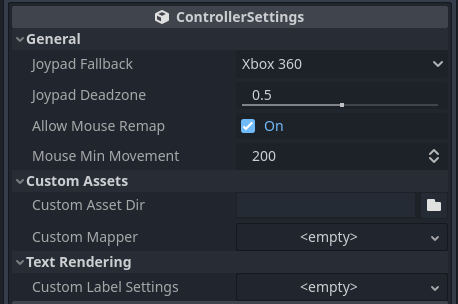 ControllerSettings
General
Joypad Fallback Xbox 360
Joypad Deadzone 0.5
Allow Mouse Remap On
Mouse Min Movement 200
Custom Assets
Custom Asset Dir
Custom Mapper <empty>
Text Rendering
Custom Label Settings <empty>